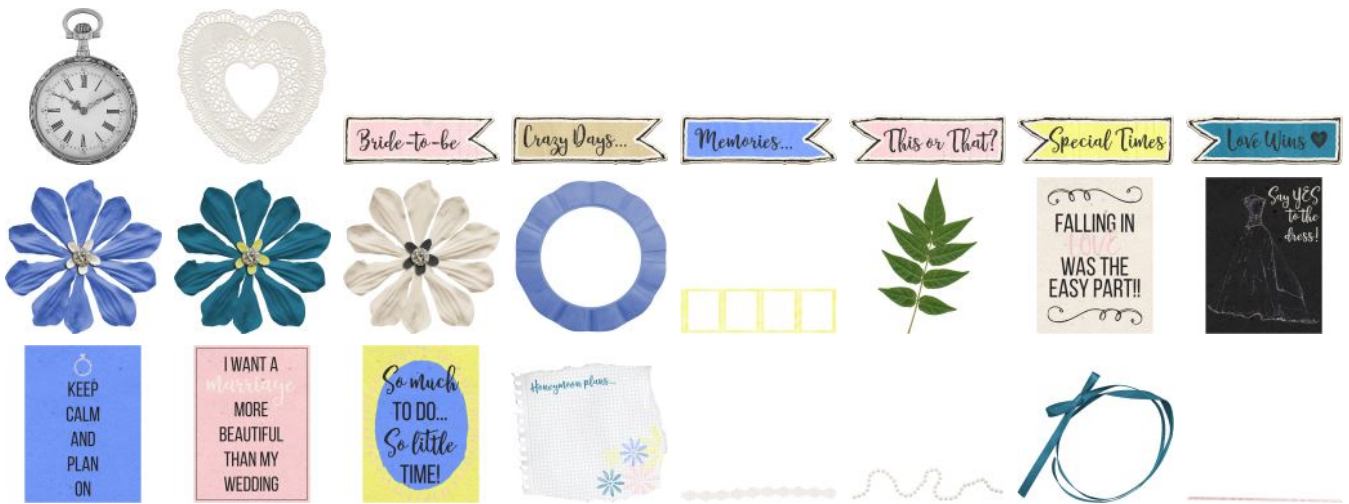 Bride-to-be
Crazy Days...
Memories...
This or That?
Special Times
Love Wins
FALLING IN
love
WAS THE
EASY PART!!
Say YES
to the
dress!
KEEP
CALM
AND
PLAN
ON
I WANT A
marriage
MORE
BEAUTIFUL
THAN MY
WEDDING
So much
TO DO...
So little
TIME!
Honeymoon plans...